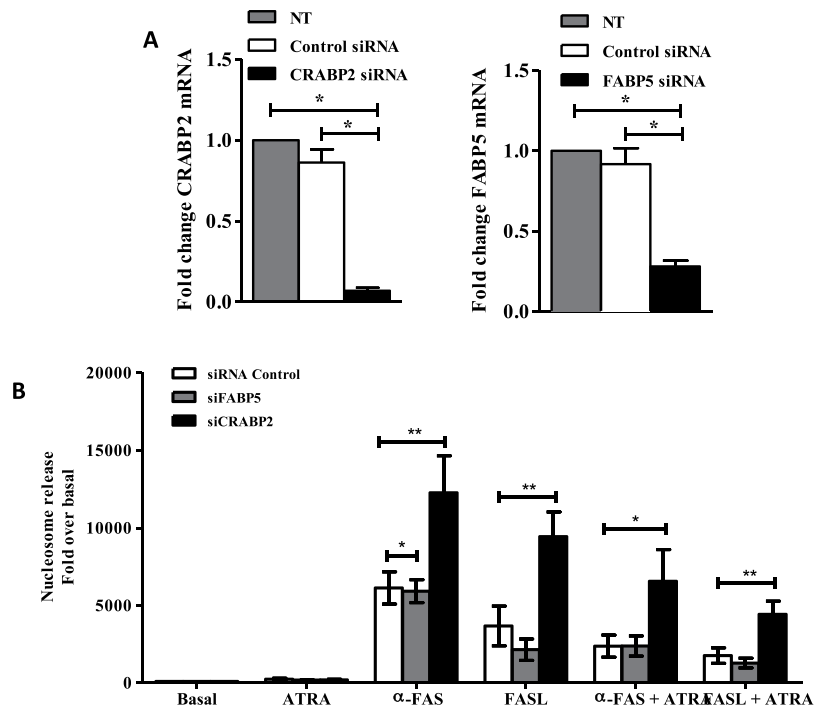 A
NT
Control siRNA
CRABP2 siRNA
Fold change CRABP2 mRNA
1.5
1.0
0.5
0.0
*
*
NT
Control siRNA
FABP5 siRNA
Fold change FABP5 mRNA
1.5
1.0
0.5
0.0
*
*
B
siRNA Control
siFABP5
siCRABP2
Nucleosome release
Fold over basal
20000
15000
10000
5000
0
**
*
**
*
**
Basal
ATRA
α-FAS
FASL
α-FAS + ATRA
FASL + ATRA